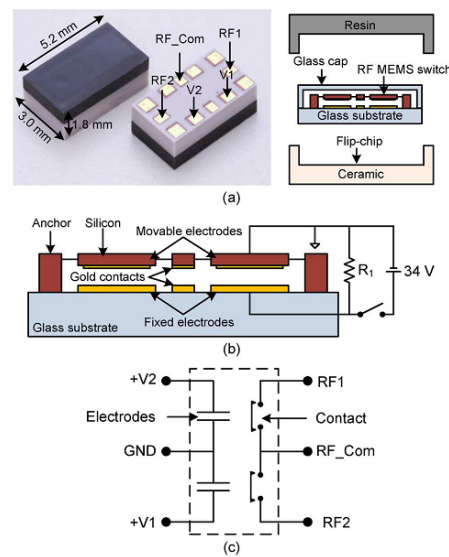 5.2 mm
3.0 mm
1.8 mm
RF_Com
RF1
RF2
V2
V1
Resin
Glass cap
RF MEMS switch
Glass substrate
Flip-chip
Ceramic
(a)
Anchor
Silicon
Movable electrodes
Gold contacts
R1
34 V
Glass substrate
Fixed electrodes
(b)
+V2
RF1
Electrodes
Contact
GND
RF_Com
+V1
RF2
(c)